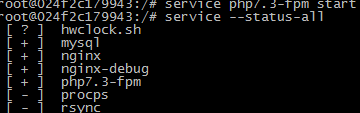 root@024f2c179943:/# service php7.3-fpm start
root@024f2c179943:/# service --status-all
[ ? ] hwclock.sh
[ + ] mysql
[ + ] nginx
[ + ] nginx-debug
[ + ] php7.3-fpm
[ - ] procps
[ - ] rsync